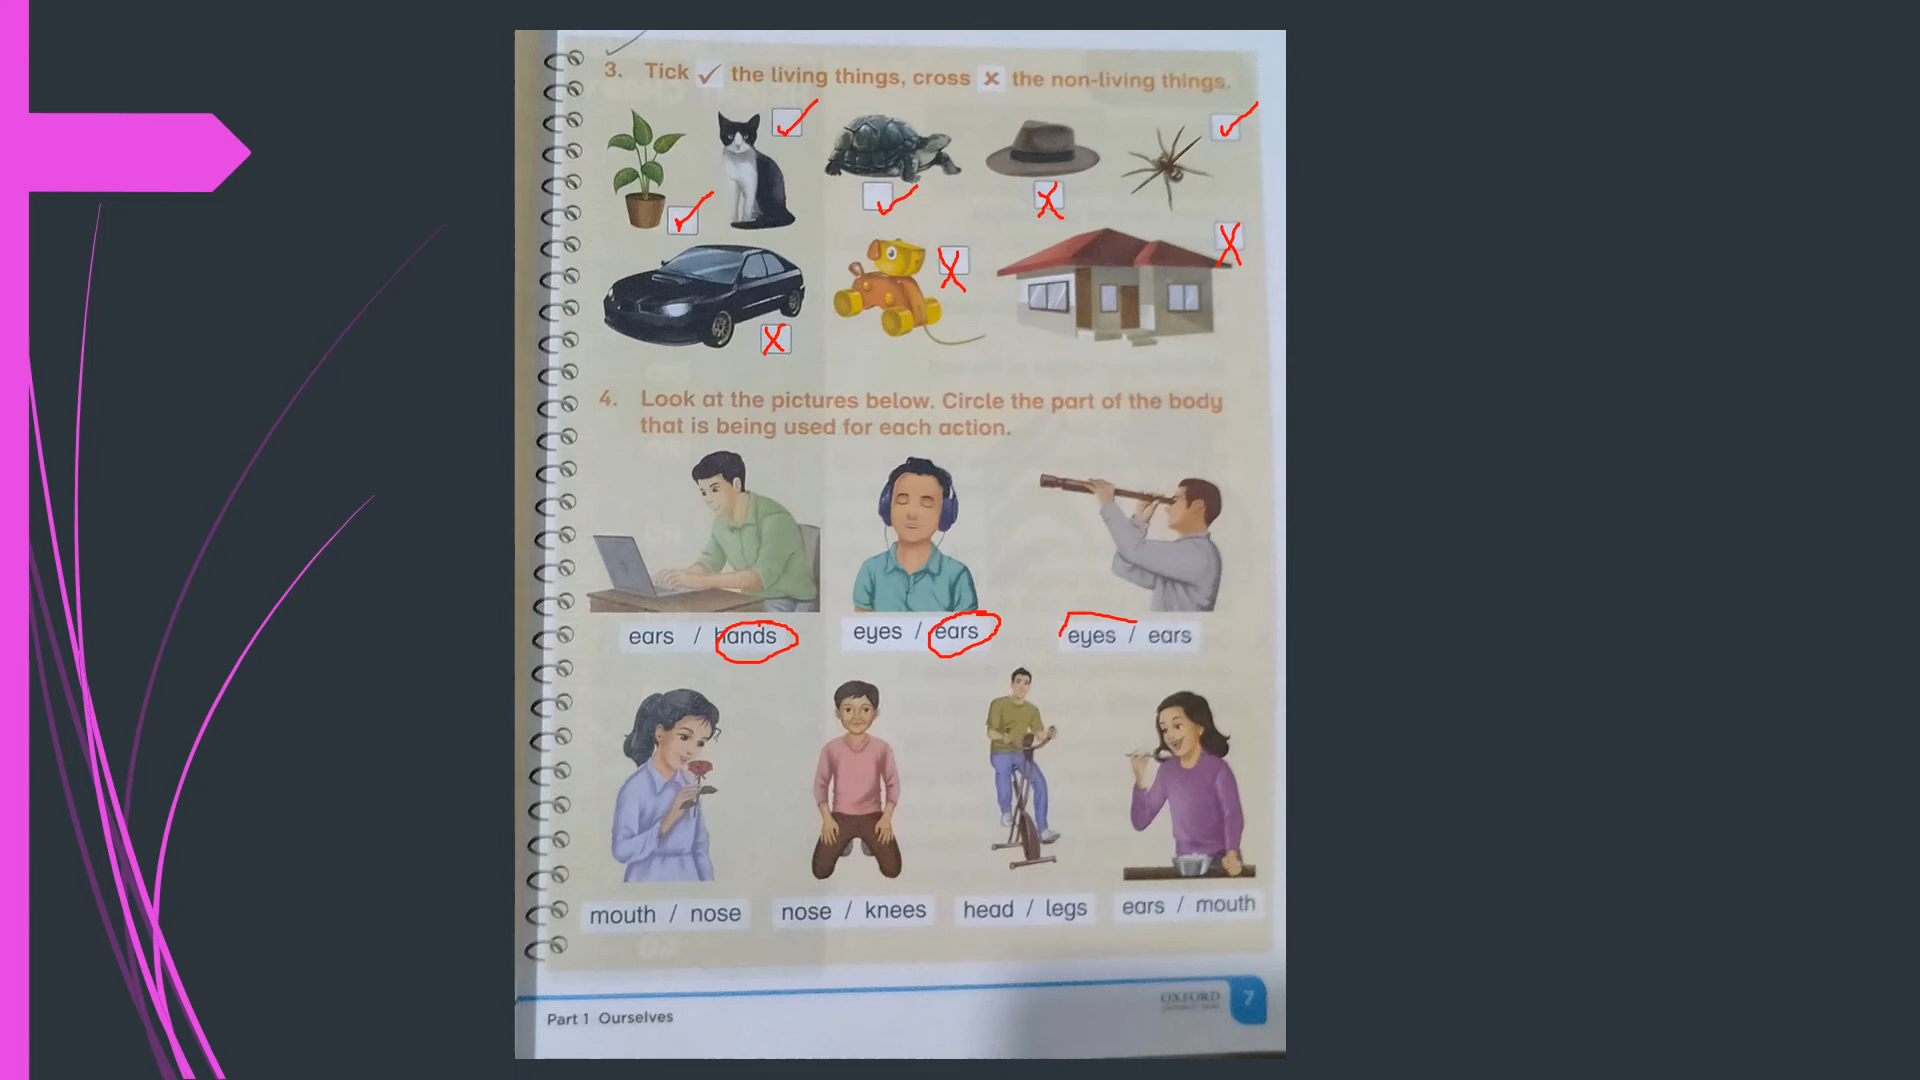 3. Tick ✓ the living things, cross ✗ the non-living things.
4. Look at the pictures below. Circle the part of the body
that is being used for each action.
ears / hands
eyes / ears
eyes / ears
mouth / nose
nose / knees
head / legs
ears / mouth
OXFORD
7
Part 1 Ourselves